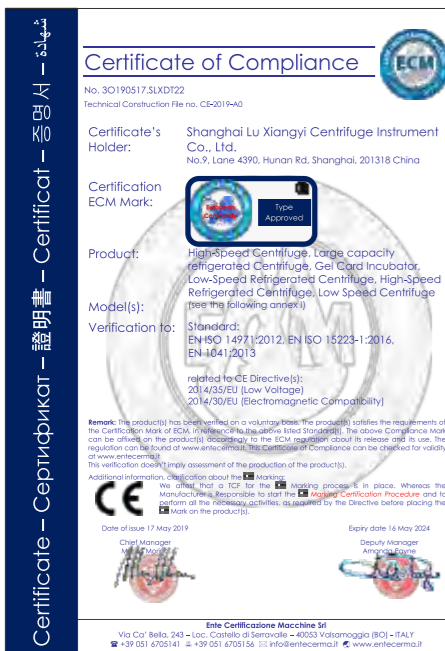 Certificate – Сертификат – 證明書 – Certificat – 증명서 – شهادة
Certificate of Compliance
ECM
No. 3O190517.SLXDT22
Technical Construction File no. CE-2019-A0
Certificate's Holder:
Shanghai Lu Xiangyi Centrifuge Instrument
Co., Ltd.
No.9, Lane 4390, Hunan Rd, Shanghai, 201318 China
Certification
ECM Mark:
Type
Approved
Product:
High-Speed Centrifuge, Large capacity
refrigerated Centrifuge, Gel Card Incubator,
Low-Speed Refrigerated Centrifuge, High-Speed
Refrigerated Centrifuge, Low Speed Centrifuge
Model(s):
(see the following annex I)
Verification to:
Standard:
EN ISO 14971:2012, EN ISO 15223-1:2016,
EN 1041:2013
related to CE Directive(s):
2014/35/EU (Low Voltage)
2014/30/EU (Electromagnetic Compatibility)
Remark: The product(s) has been verified on a voluntary basis. The product(s) satisfies the requirements of
the Certification Mark of ECM, in reference to the above listed Standard(s). The above Compliance Mark
can be affixed on the product(s) accordingly to the ECM regulation about its release and its use. The
regulation can be found at www.entecerma.it. This Certificate of Compliance can be checked for validity
at www.entecerma.it
This verification doesn't imply assessment of the production of the product(s).
Additional information, clarification about the CE Marking:
CE
We attest that a TCF for the CE Marking process is in place. Whereas the
Manufacturer is Responsible to start the CE Marking Certification Procedure and to
perform all the necessary activities, as required by the Directive before placing the
CE Mark on the product(s).
Date of issue 17 May 2019
Expiry date 16 May 2024
Chief Manager
Deputy Manager
Amanda Payne
Ente Certificazione Macchine Srl
Via Ca' Bella, 243 – Loc. Castello di Serravalle – 40053 Valsamoggia (BO) – ITALY
☎ +39 051 6705141 +39 051 6705156 ✉ info@entecerma.it www.entecerma.it